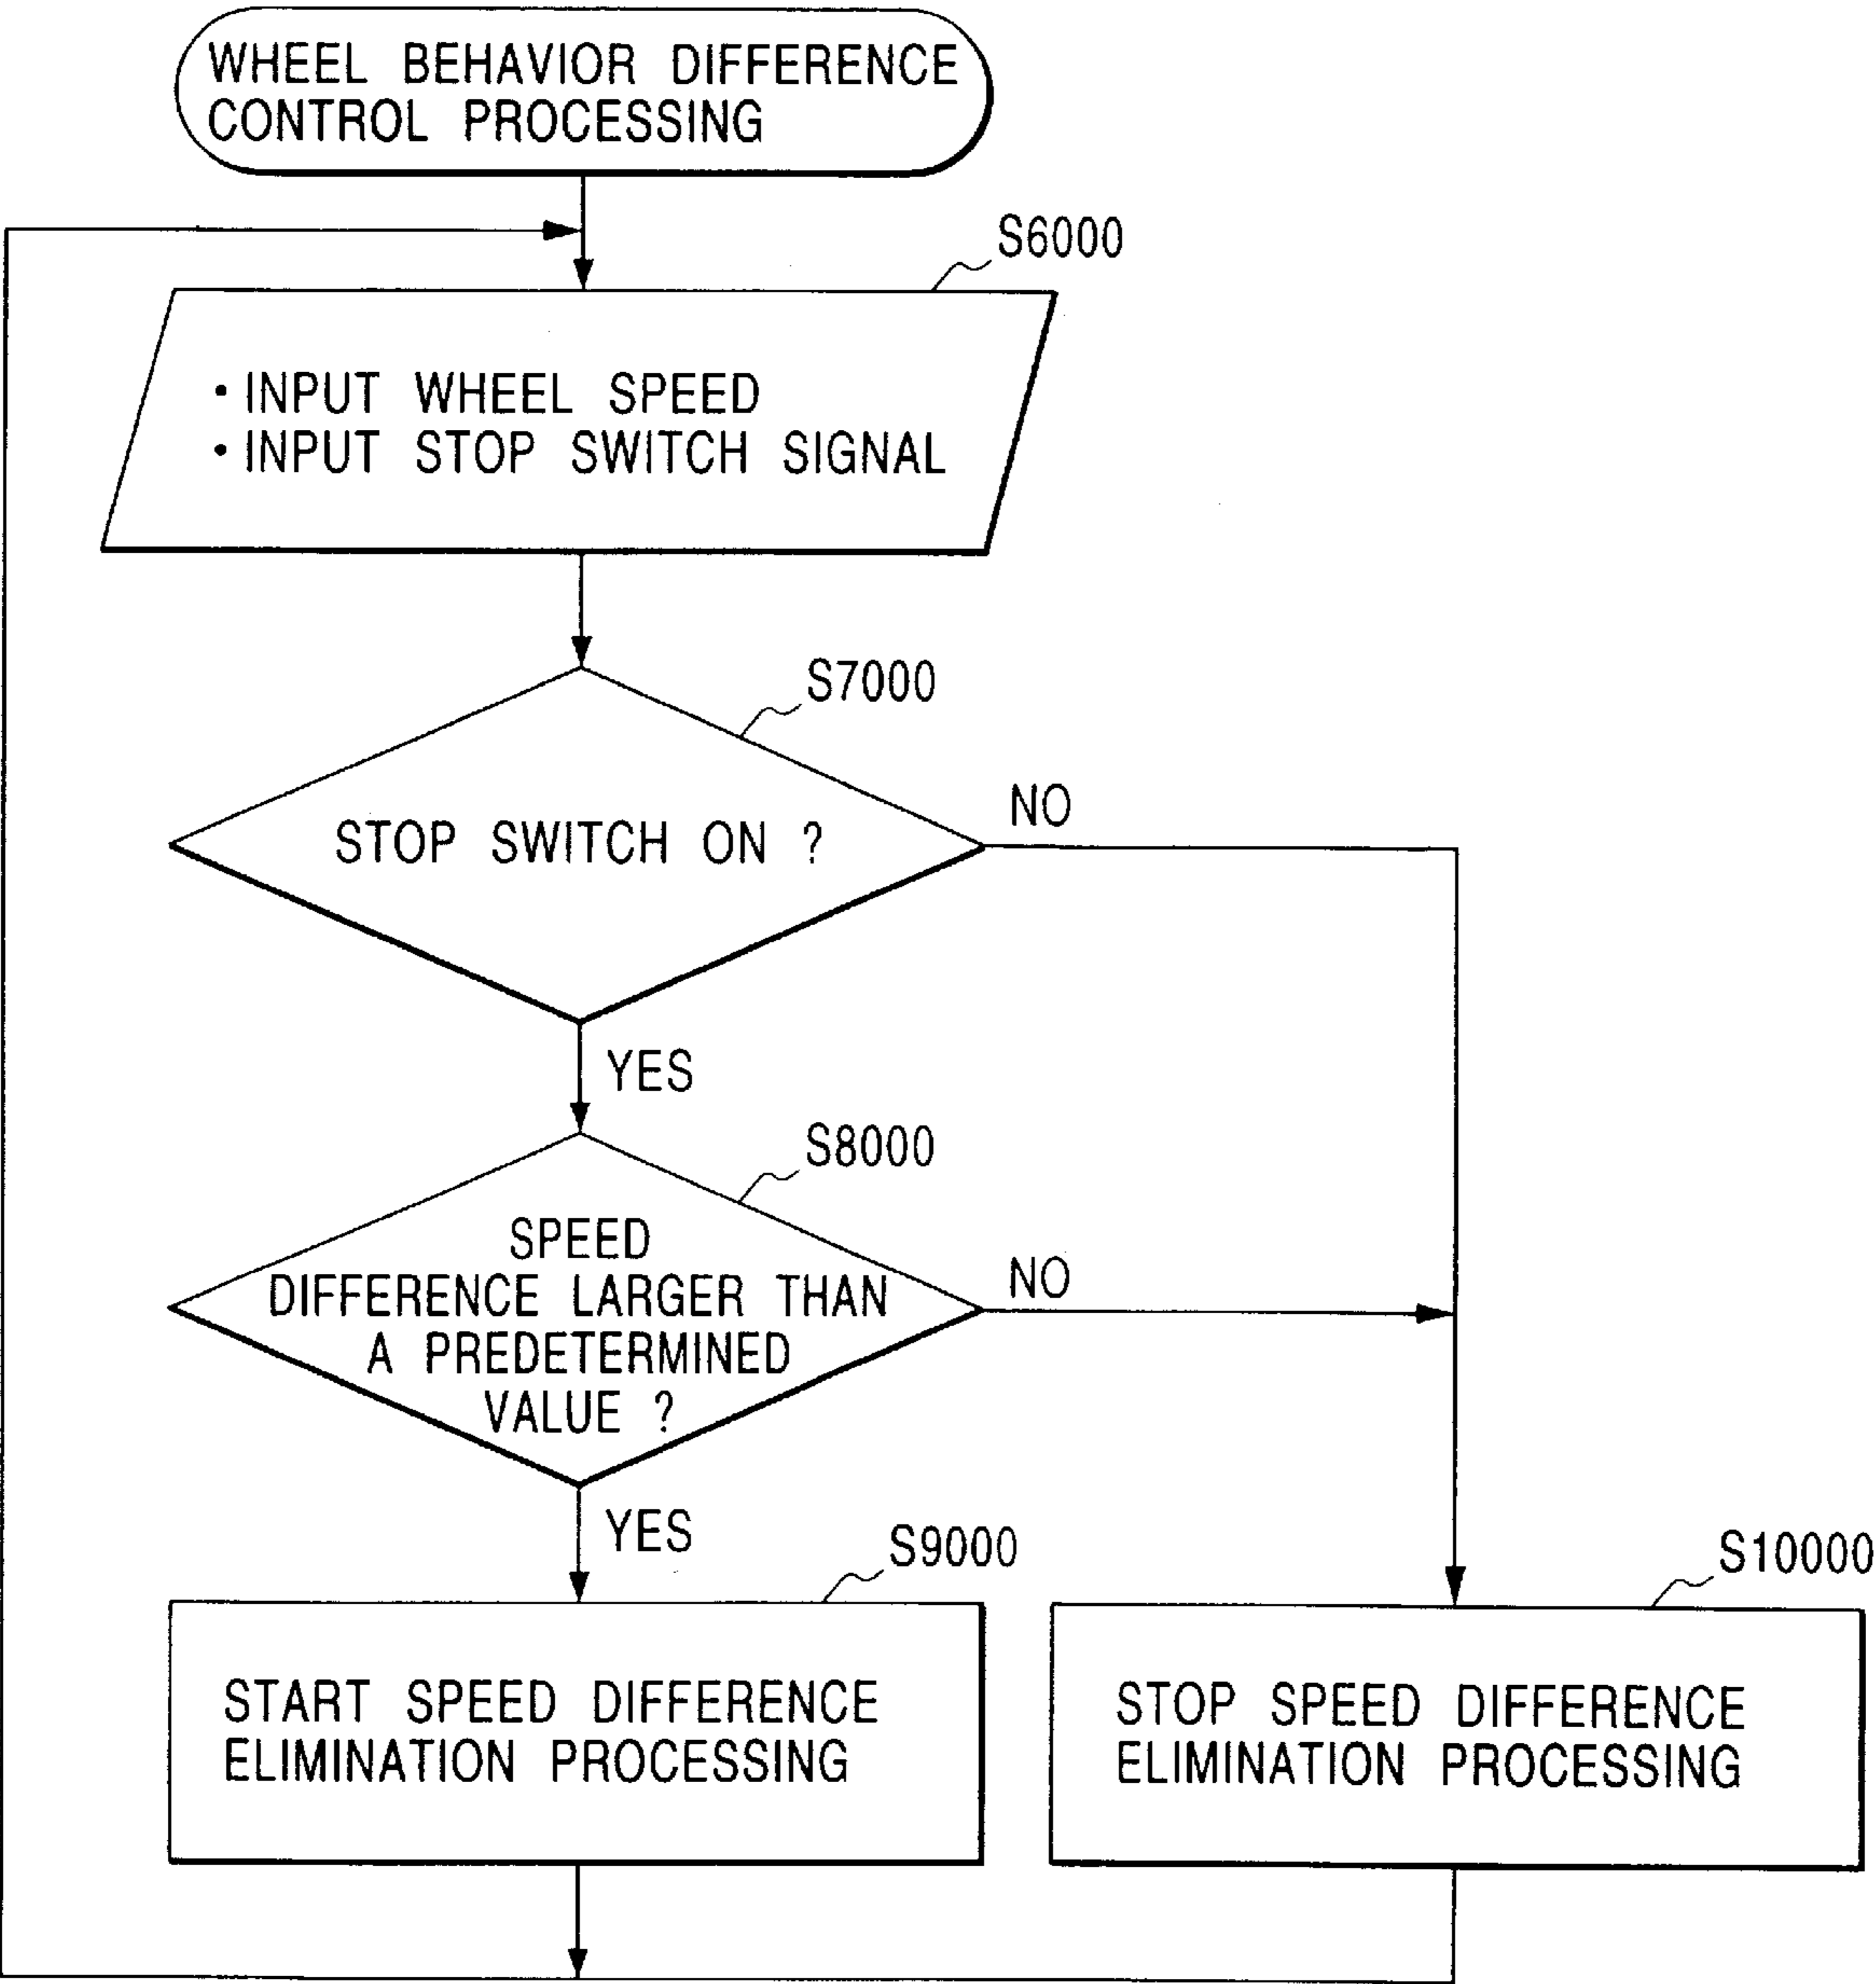 WHEEL BEHAVIOR DIFFERENCE
CONTROL PROCESSING
S6000
• INPUT WHEEL SPEED
• INPUT STOP SWITCH SIGNAL
S7000
STOP SWITCH ON ?
NO
YES
S8000
SPEED
DIFFERENCE LARGER THAN
A PREDETERMINED
VALUE ?
NO
YES
S9000
START SPEED DIFFERENCE
ELIMINATION PROCESSING
S10000
STOP SPEED DIFFERENCE
ELIMINATION PROCESSING